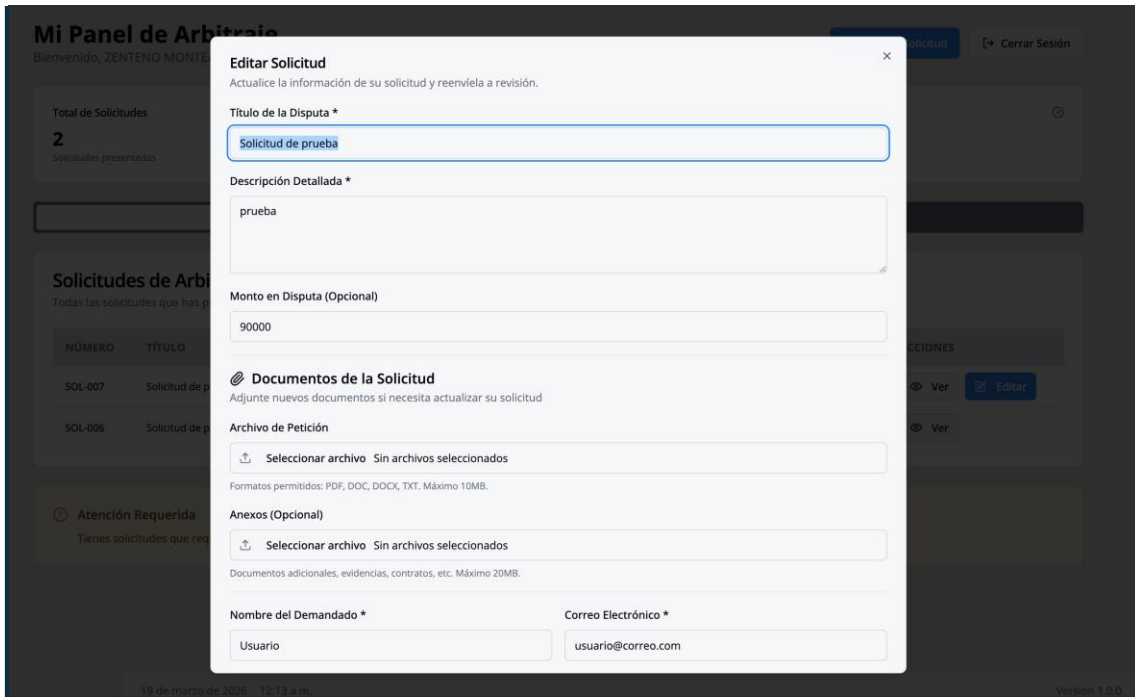 Mi Panel de Arbitraje
Bienvenido, ZENTENO MONTE
Solicitud
Cerrar Sesión
Total de Solicitudes
2
Solicitudes presentadas
Editar Solicitud
Actualice la información de su solicitud y reenvíela a revisión.
Título de la Disputa *
Solicitud de prueba
Descripción Detallada *
prueba
Monto en Disputa (Opcional)
90000
Documentos de la Solicitud
Adjunte nuevos documentos si necesita actualizar su solicitud
Archivo de Petición
Seleccionar archivo Sin archivos seleccionados
Formatos permitidos: PDF, DOC, DOCX, TXT. Máximo 10MB.
Anexos (Opcional)
Seleccionar archivo Sin archivos seleccionados
Documentos adicionales, evidencias, contratos, etc. Máximo 20MB.
Nombre del Demandado * Correo Electrónico *
Usuario usuario@correo.com
Solicitudes de Arbi
Todas las solicitudes que has p
NÚMERO TÍTULO CCIONES
SOL-007 Solicitud de p Ver Editar
SOL-006 Solicitud de p Ver
Atención Requerida
Tienes solicitudes que req
19 de marzo de 2026 12:13 a.m. Version 1.0.0